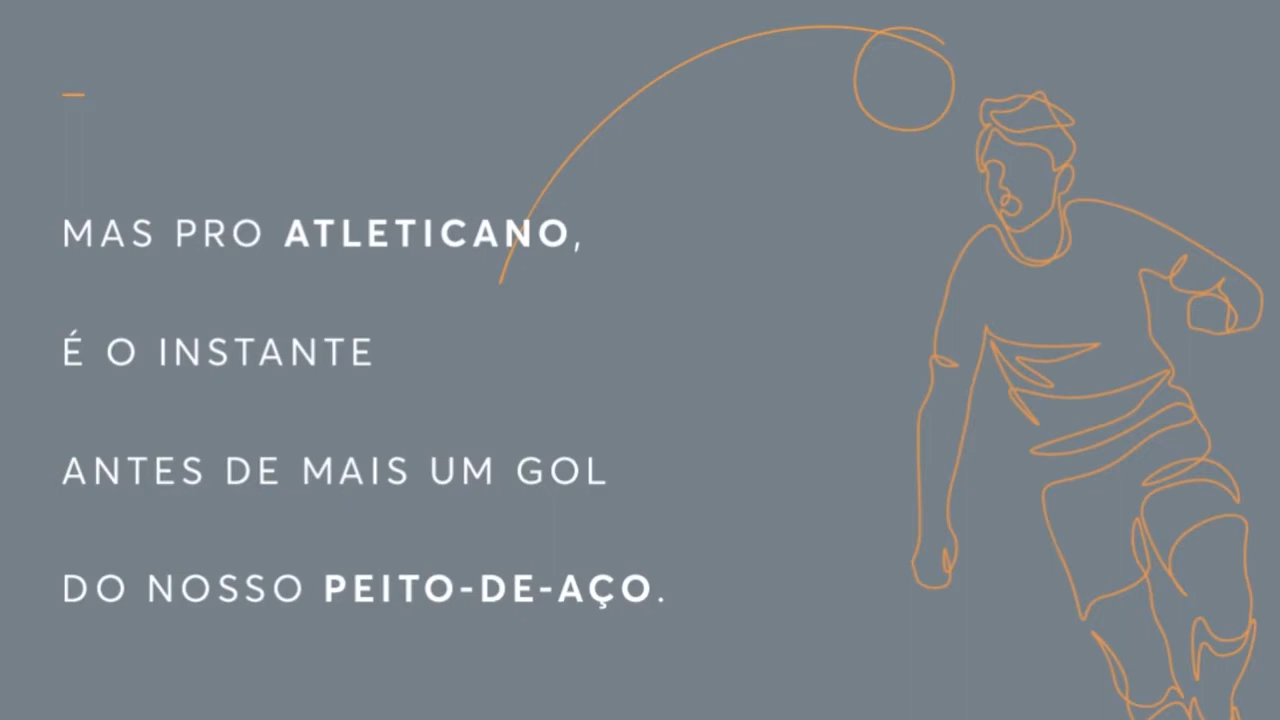 MAS PRO ATLETICANO,
É O INSTANTE
ANTES DE MAIS UM GOL
DO NOSSO PEITO-DE-AÇO.